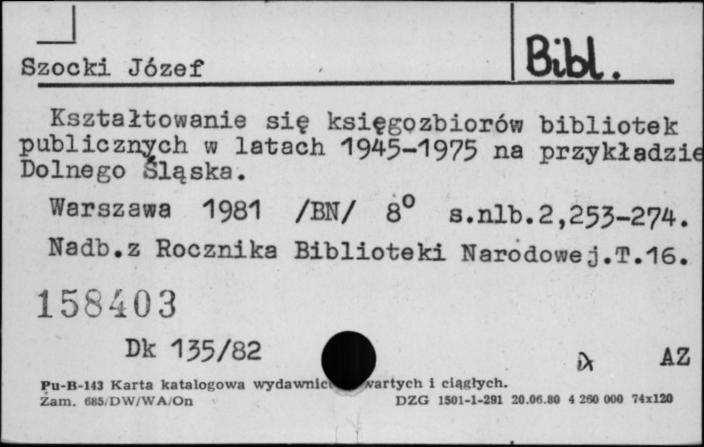 Bibl.
Szocki Józef
Kształtowanie się księgozbiorów bibliotek
publicznych w latach 1945-1975 na przykładzie
Dolnego Śląska.
Warszawa 1981 /BN/ 8° s.nlb.2,253-274.
Nadb.z Rocznika Biblioteki Narodowej.T.16.
158403
Dk 135/82 AZ
Pu-B-143 Karta katalogowa wydawnic wartych i ciągłych.
Zam. 685/DW/WA/On DZG 1501-1-291 20.06.80 4 260 000 74x120